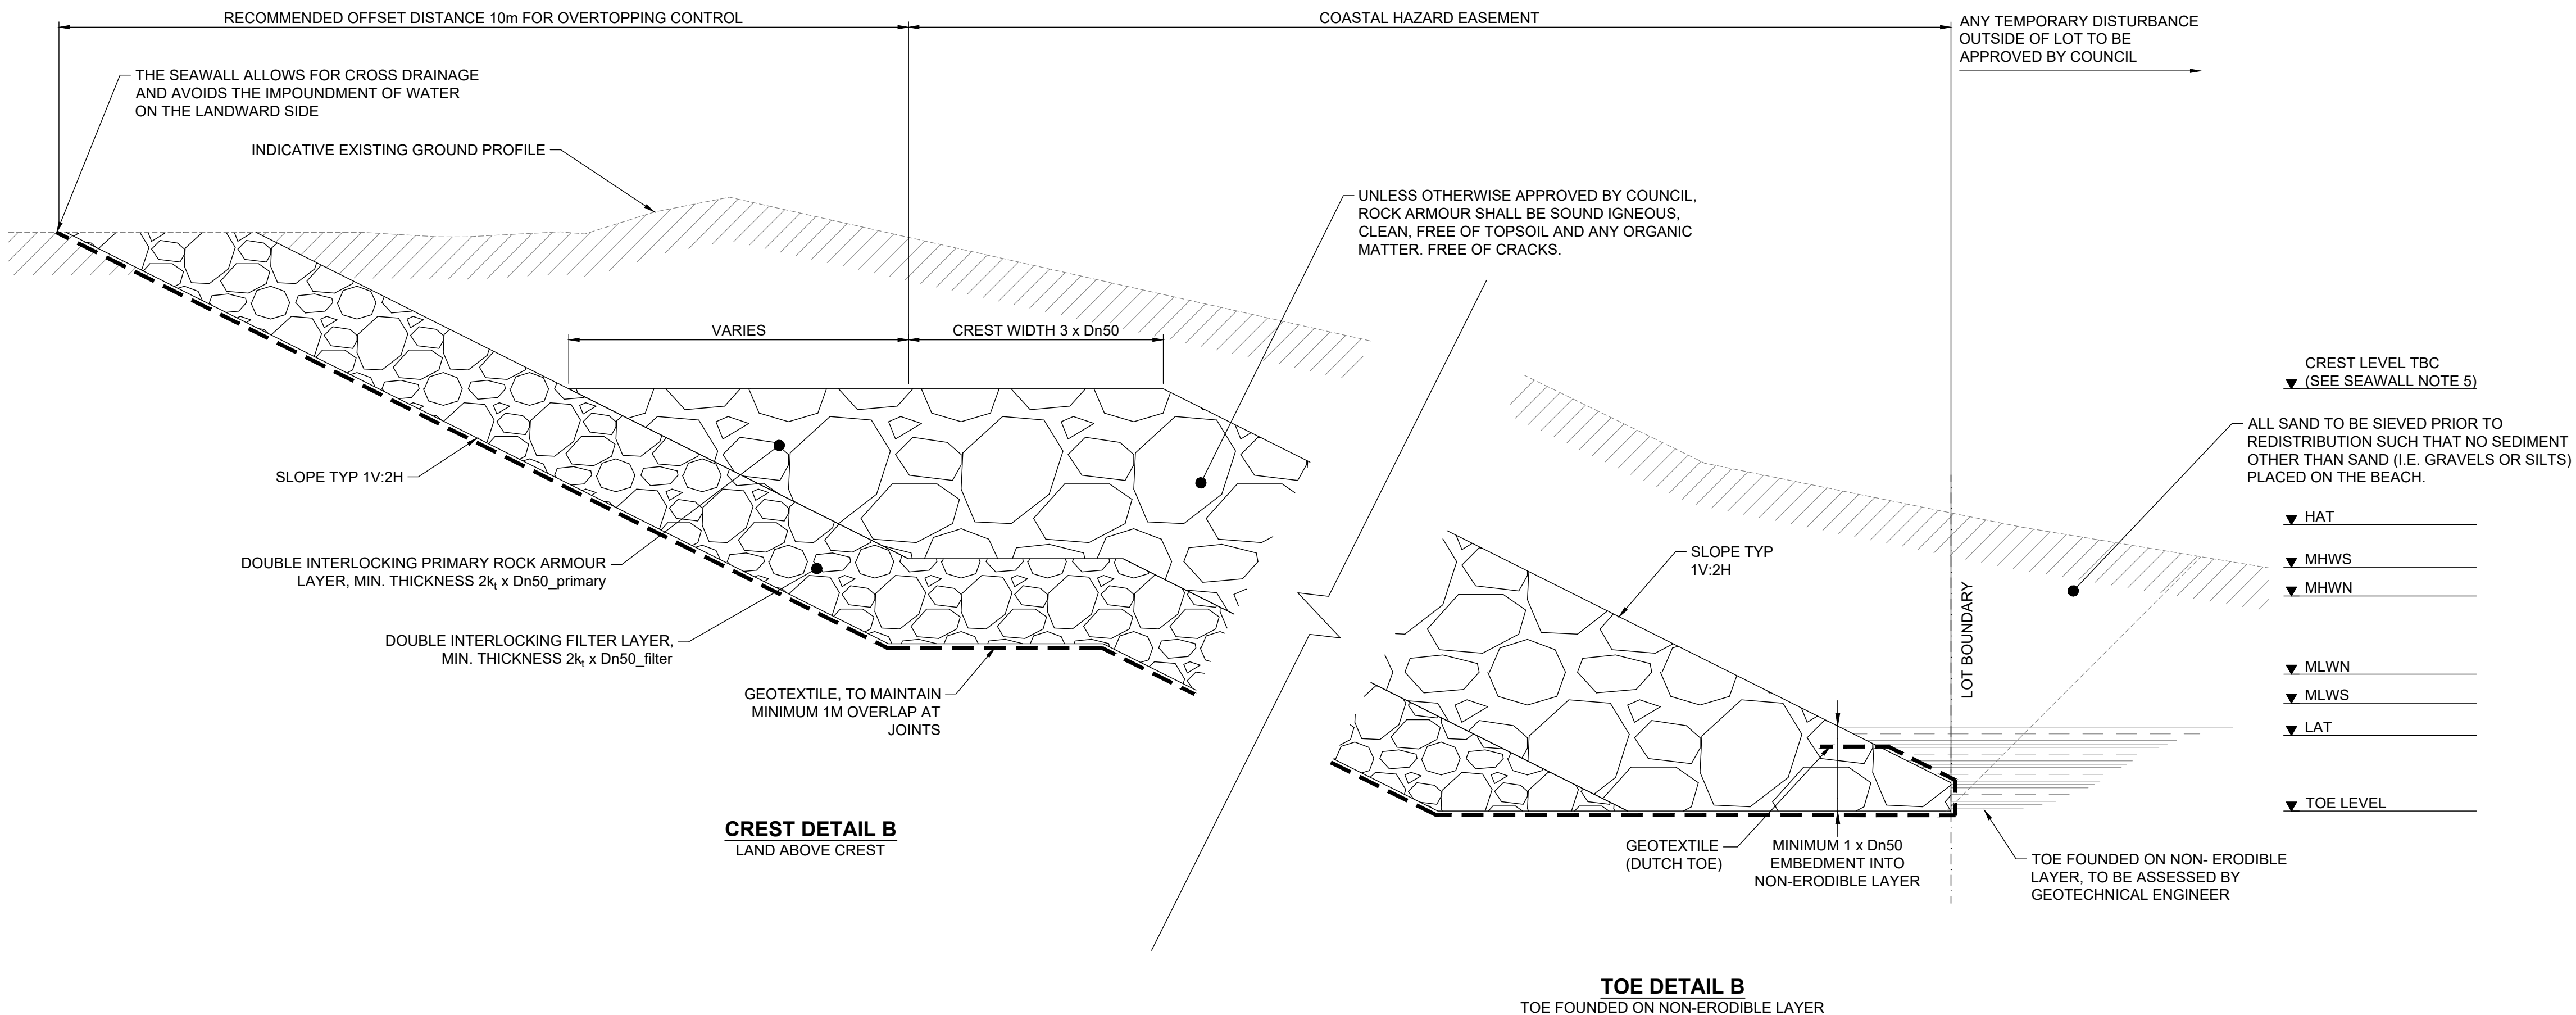 RECOMMENDED OFFSET DISTANCE 10m FOR OVERTOPPING CONTROL
COASTAL HAZARD EASEMENT
ANY TEMPORARY DISTURBANCE
OUTSIDE OF LOT TO BE
APPROVED BY COUNCIL
THE SEAWALL ALLOWS FOR CROSS DRAINAGE
AND AVOIDS THE IMPOUNDMENT OF WATER
ON THE LANDWARD SIDE
INDICATIVE EXISTING GROUND PROFILE
UNLESS OTHERWISE APPROVED BY COUNCIL,
ROCK ARMOUR SHALL BE SOUND IGNEOUS,
CLEAN, FREE OF TOPSOIL AND ANY ORGANIC
MATTER. FREE OF CRACKS.
VARIES
CREST WIDTH 3 x Dn50
CREST LEVEL TBC
(SEE SEAWALL NOTE 5)
ALL SAND TO BE SIEVED PRIOR TO
REDISTRIBUTION SUCH THAT NO SEDIMENT
OTHER THAN SAND (I.E. GRAVELS OR SILTS)
PLACED ON THE BEACH.
SLOPE TYP 1V:2H
HAT
DOUBLE INTERLOCKING PRIMARY ROCK ARMOUR
LAYER, MIN. THICKNESS 2kt x Dn50_primary
SLOPE TYP
1V:2H
MHWS
MHWN
LOT BOUNDARY
DOUBLE INTERLOCKING FILTER LAYER,
MIN. THICKNESS 2kt x Dn50_filter
MLWN
MLWS
GEOTEXTILE, TO MAINTAIN
MINIMUM 1M OVERLAP AT
JOINTS
LAT
TOE LEVEL
CREST DETAIL B
LAND ABOVE CREST
GEOTEXTILE
(DUTCH TOE)
MINIMUM 1 x Dn50
EMBEDMENT INTO
NON-ERODIBLE LAYER
TOE FOUNDED ON NON- ERODIBLE
LAYER, TO BE ASSESSED BY
GEOTECHNICAL ENGINEER
TOE DETAIL B
TOE FOUNDED ON NON-ERODIBLE LAYER